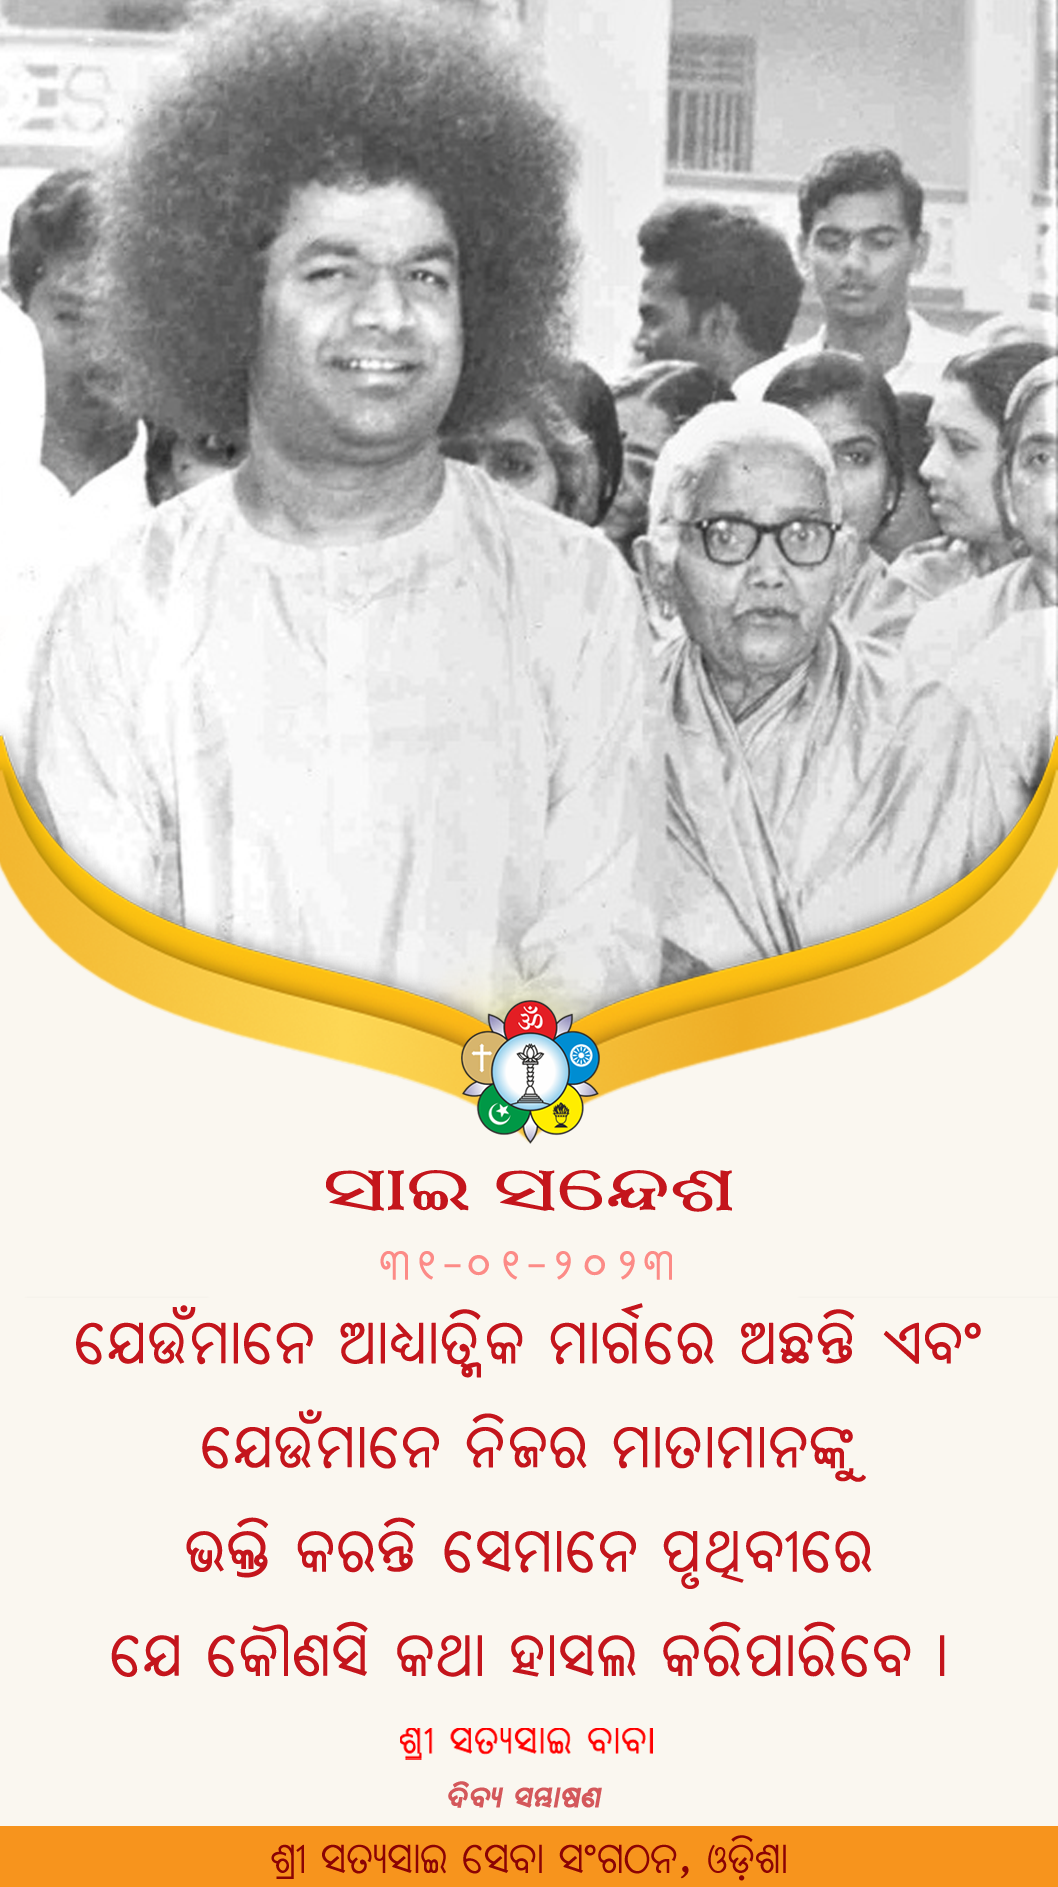 ସାଇ ସନ୍ଦେଶ
୩୧-୦୧-୨୦୨୩
ଯେଉଁମାନେ ଆଧ୍ୟାତ୍ମିକ ମାର୍ଗରେ ଅଛନ୍ତି ଏବଂ
ଯେଉଁମାନେ ନିଜର ମାତାମାନଙ୍କୁ
ଭକ୍ତି କରନ୍ତି ସେମାନେ ପୃଥିବୀରେ
ଯେ କୌଣସି କଥା ହାସଲ କରିପାରିବେ ।
ଶ୍ରୀ ସତ୍ୟସାଇ ବାବା
ଦିବ୍ୟ ସମ୍ଭାଷଣ
ଶ୍ରୀ ସତ୍ୟସାଇ ସେବା ସଂଗଠନ, ଓଡ଼ିଶା